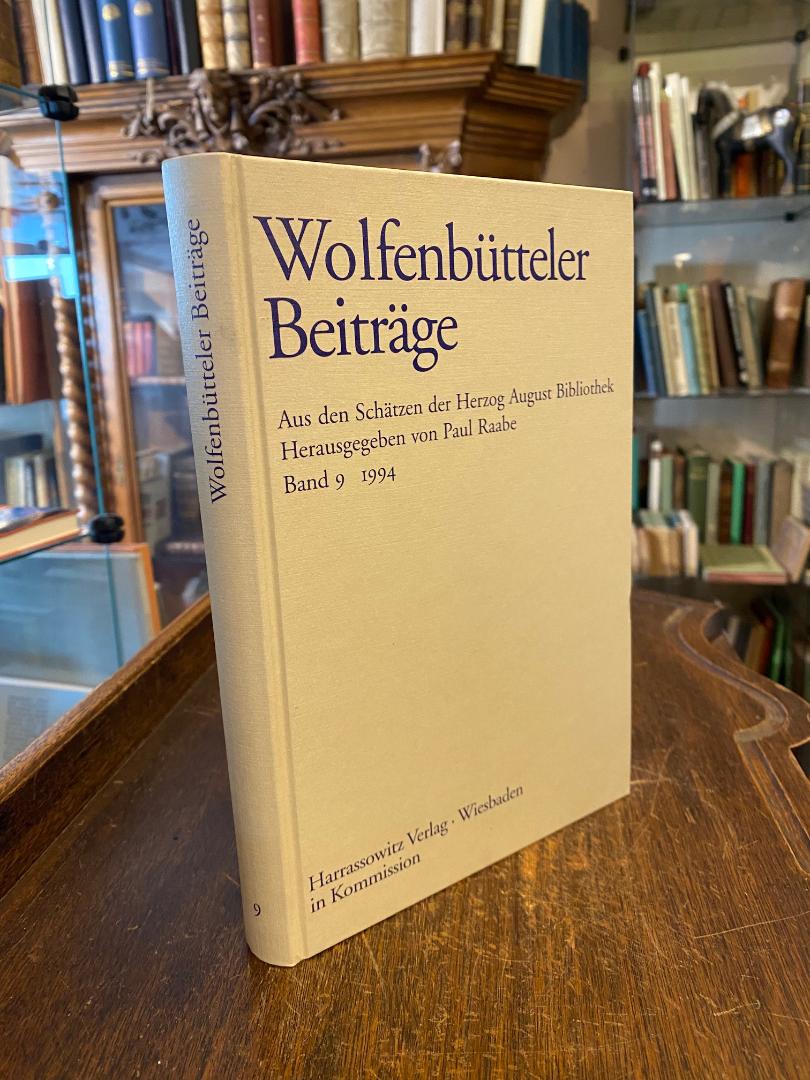 Wolfenbütteler Beiträge
9
Wolfenbütteler
Beiträge
Aus den Schätzen der Herzog August Bibliothek
Herausgegeben von Paul Raabe
Band 9 1994
Harrassowitz Verlag · Wiesbaden
in Kommission